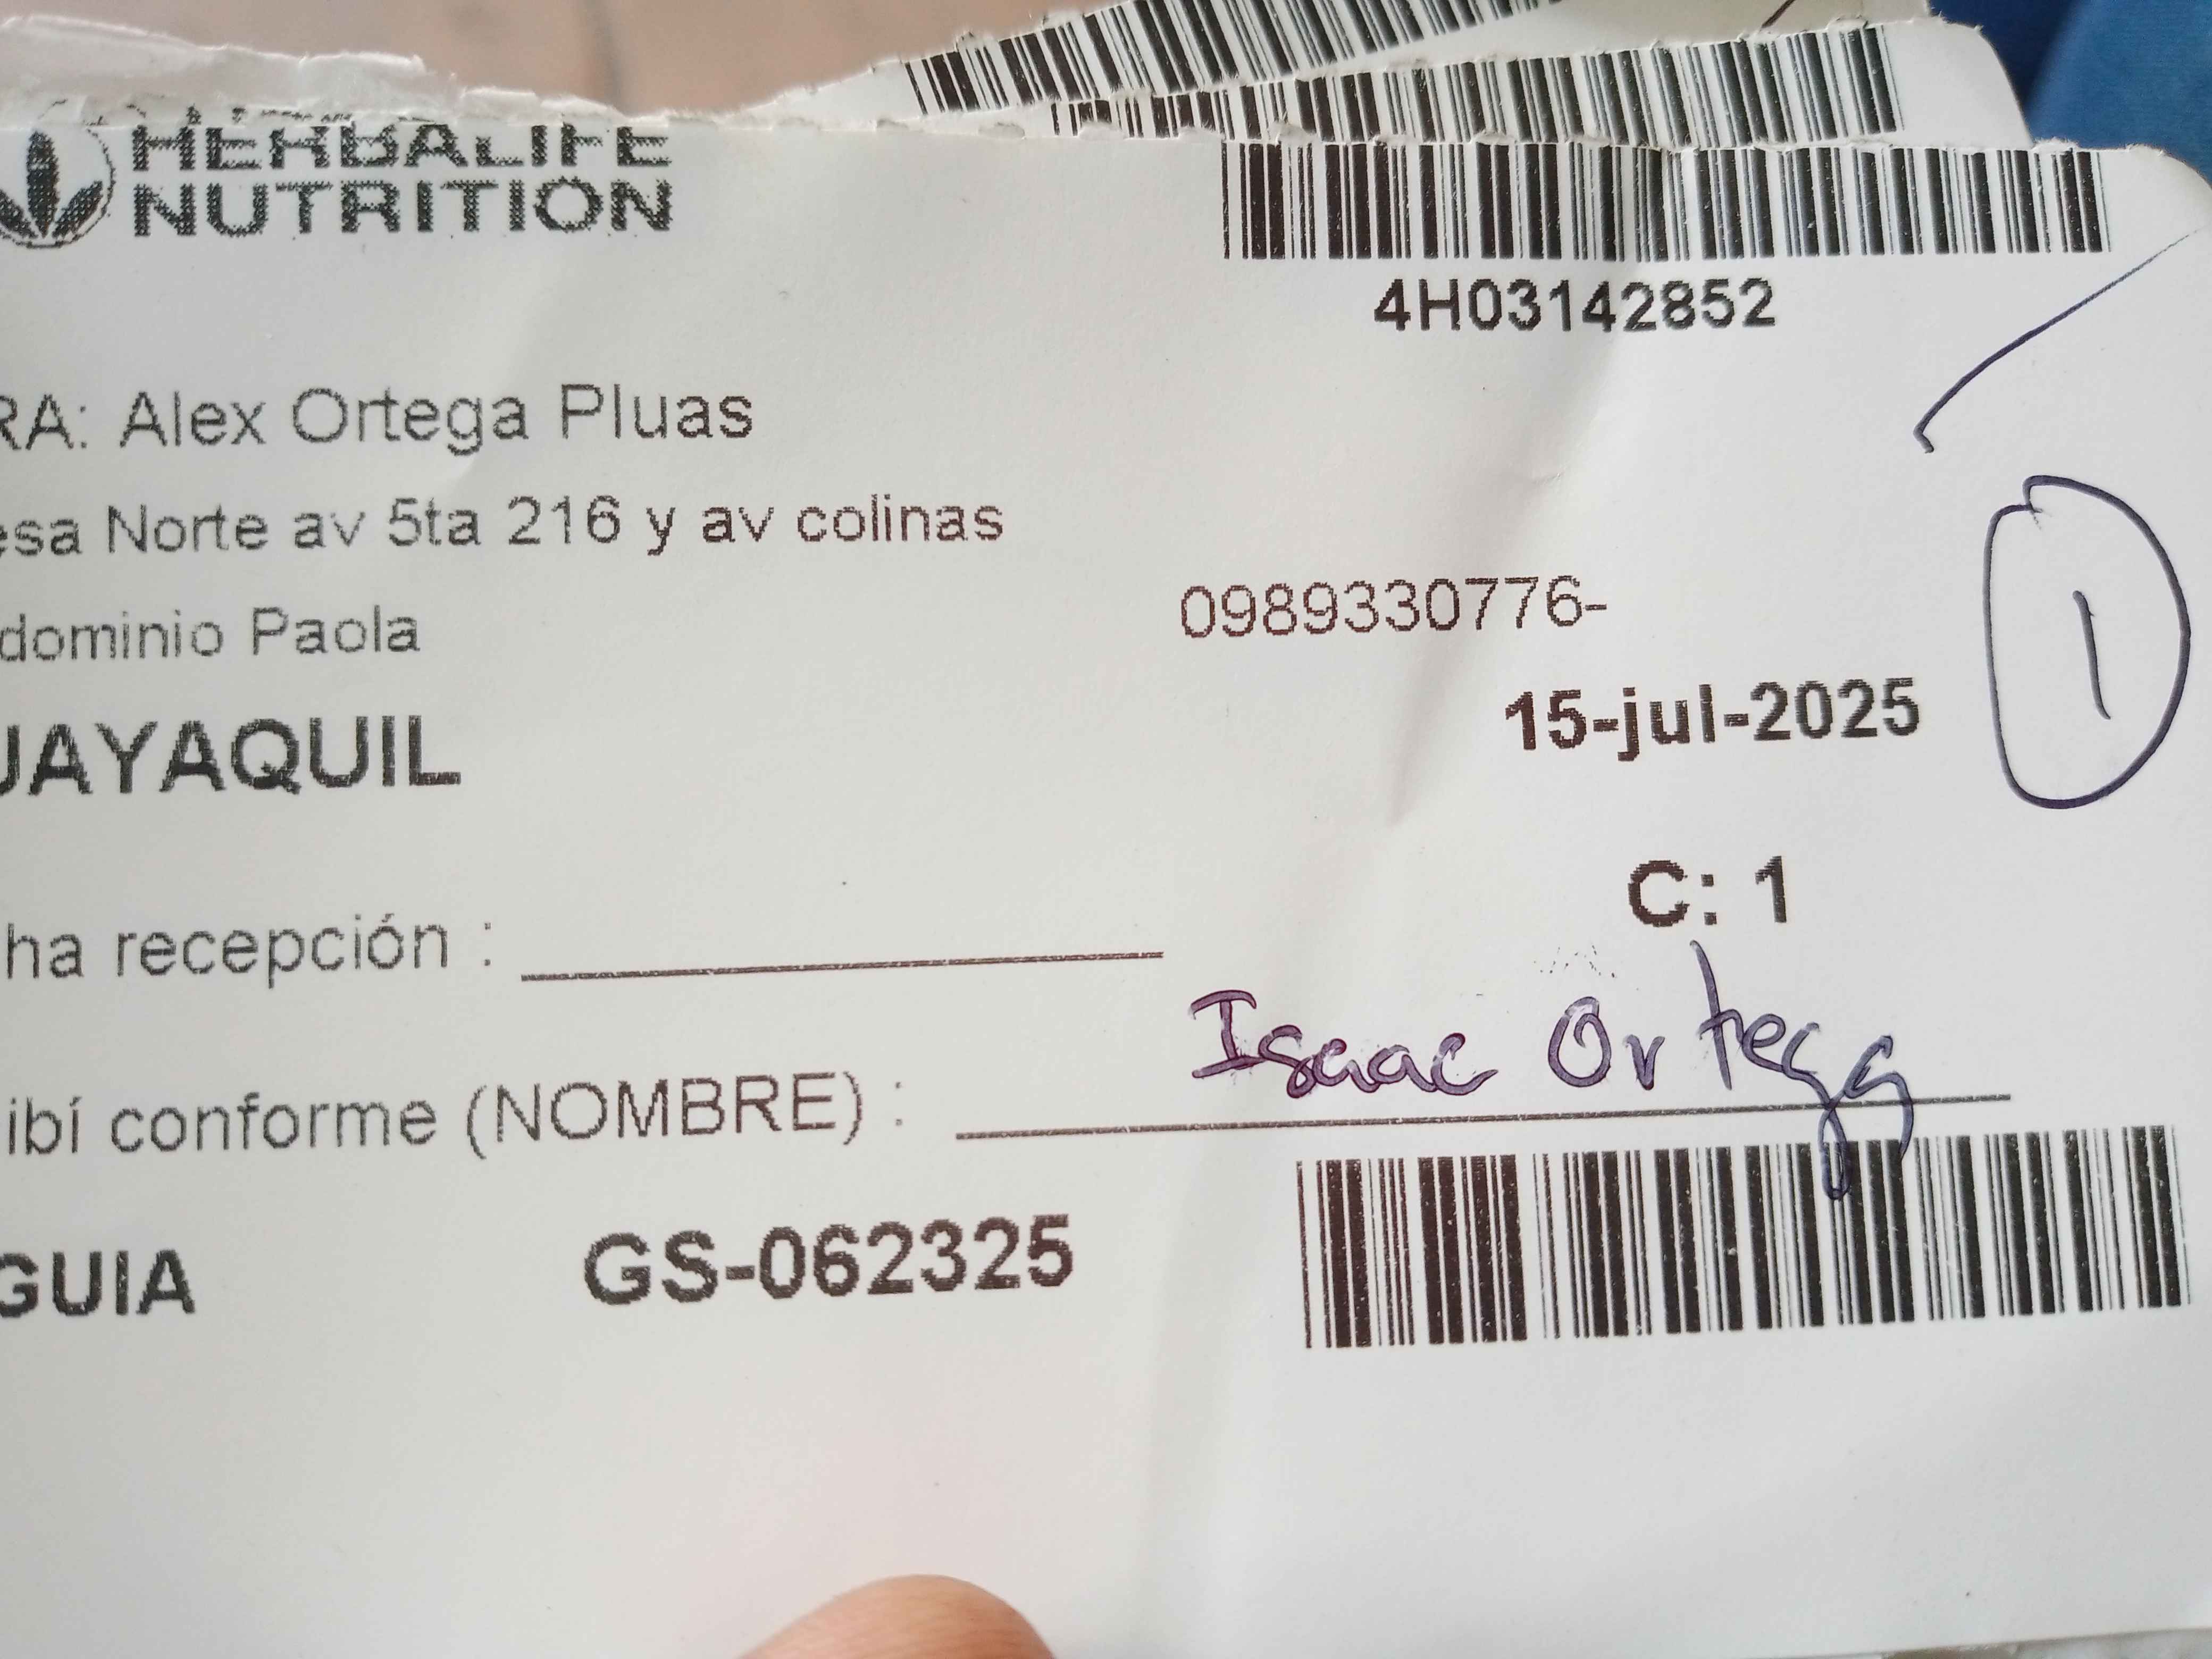 HERBALIFE
NUTRITION
4H03142852
RA: Alex Ortega Pluas
esa Norte av 5ta 216 y av colinas
0989330776-
dominio Paola
15-jul-2025
1
UAYAQUIL
C: 1
ha recepción :
Isaac Ortega
ibí conforme (NOMBRE) :
GUIA GS-062325